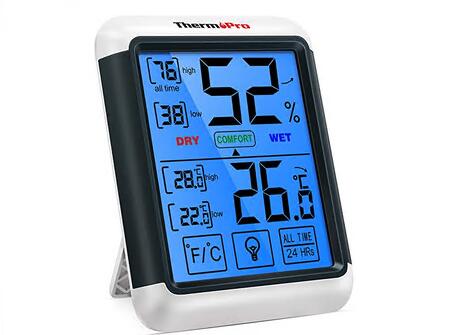 ThermoPro
76 high
all time
52 %
38 low
DRY COMFORT WET
28.0 high
26.0 °C
22.0 low
°F/°C
ALL TIME
24 HRs